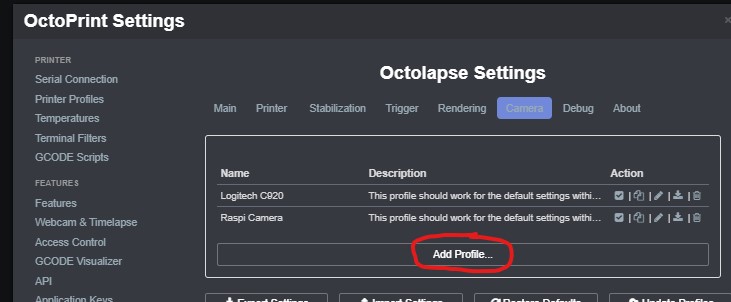 OctoPrint Settings
×
PRINTER
Serial Connection
Printer Profiles
Temperatures
Terminal Filters
GCODE Scripts
FEATURES
Features
Webcam & Timelapse
Access Control
GCODE Visualizer
API
Application Keys
Octolapse Settings
Main Printer Stabilization Trigger Rendering Camera Debug About
Name Description Action
Logitech C920 This profile should work for the default settings withi... | | | |
Raspi Camera This profile should work for the default settings withi... | | | |
Add Profile...
Export Settings Import Settings Restore Defaults Update Profiles